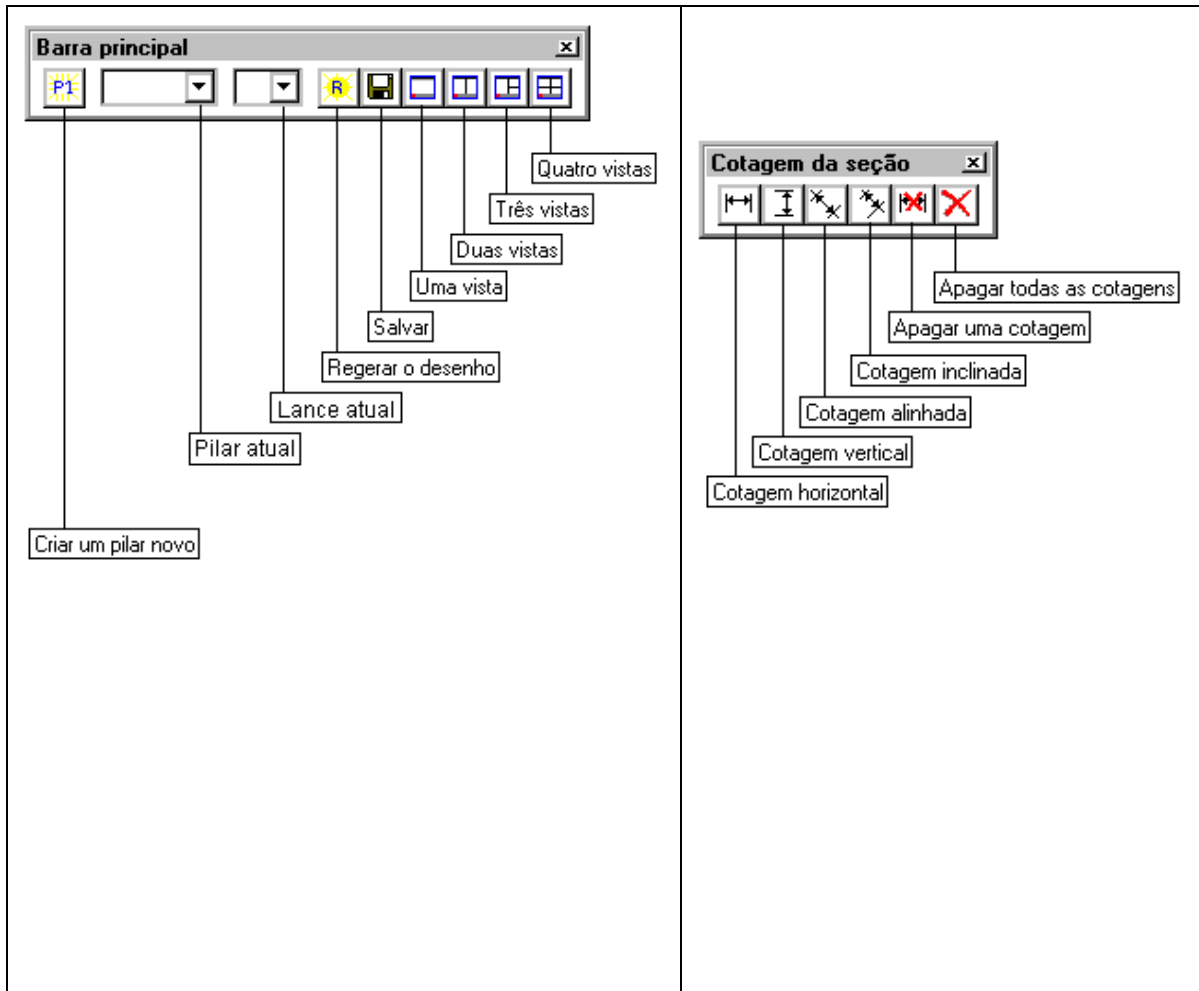 Barra principal
P1
R
Quatro vistas
Três vistas
Duas vistas
Uma vista
Salvar
Regerar o desenho
Lance atual
Pilar atual
Criar um pilar novo
Cotagem da seção
Apagar todas as cotagens
Apagar uma cotagem
Cotagem inclinada
Cotagem alinhada
Cotagem vertical
Cotagem horizontal